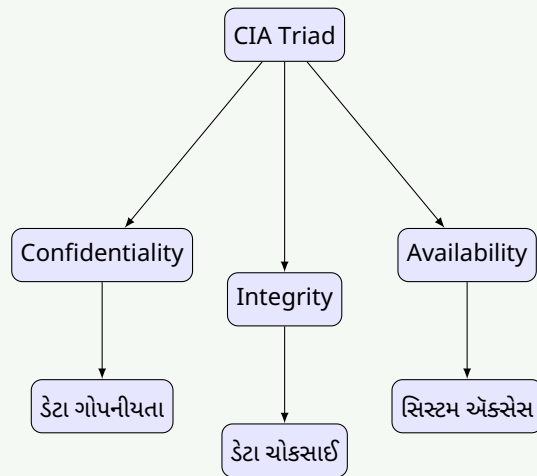 CIA Triad
Confidentiality
Availability
Integrity
ડેટા ગોપનીયતા
સિસ્ટમ ઍક્સેસ
ડેટા ચોકસાઈ